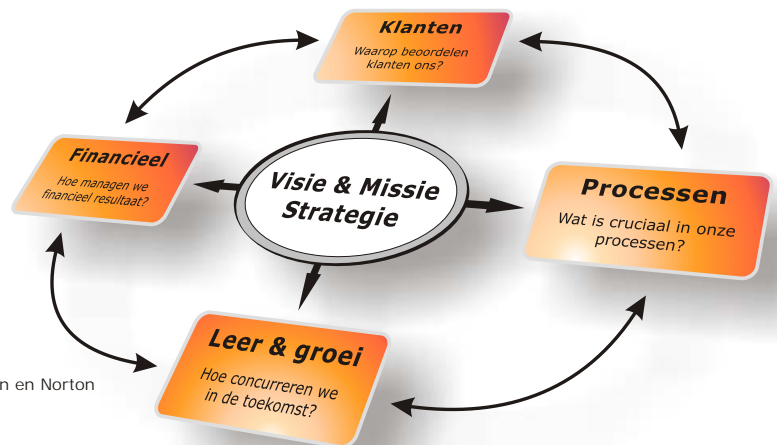 Klanten
Waarop beoordelen
klanten ons?
Financieel
Hoe managen we
financieel resultaat?
Visie & Missie
Strategie
Processen
Wat is cruciaal in onze
processen?
Leer & groei
Hoe concurreren we
in de toekomst?
en Norton